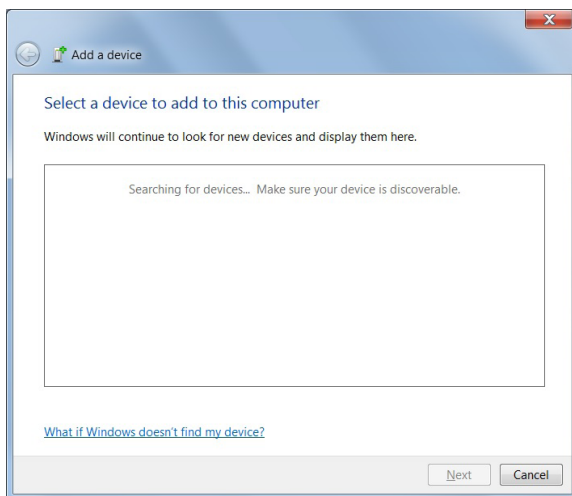 Add a device
Select a device to add to this computer
Windows will continue to look for new devices and display them here.
Searching for devices... Make sure your device is discoverable.
What if Windows doesn't find my device?
Next Cancel